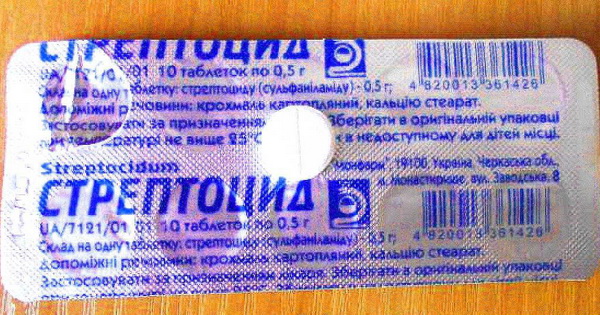 СТРЕПТОЦИД
UA/7121/01/01 10 таблеток по 0,5 г
4 820013 361426
Склад на одну таблетку: стрептоциду (сульфаніламіду) - 0,5 г;
Допоміжні речовини: крохмаль картопляний, кальцію стеарат.
Застосовувати за призначенням Зберігати в оригінальній упаковці
при температурі не вище 25°С в недоступному для дітей місці.
Streptocidum "Монфарм", 19100, Україна, Черкаська обл.,
СТРЕПТОЦИД м. Монастирище, вул. Заводська, 8
UA/7121/01/01 10 таблеток по 0,5 г
4 820013 361426
Склад на одну таблетку: стрептоциду (сульфаніламіду) - 0,5 г;
Допоміжні речовини: крохмаль картопляний, кальцію стеарат.
Застосовувати за призначенням лікаря. Зберігати в оригінальній упаковці